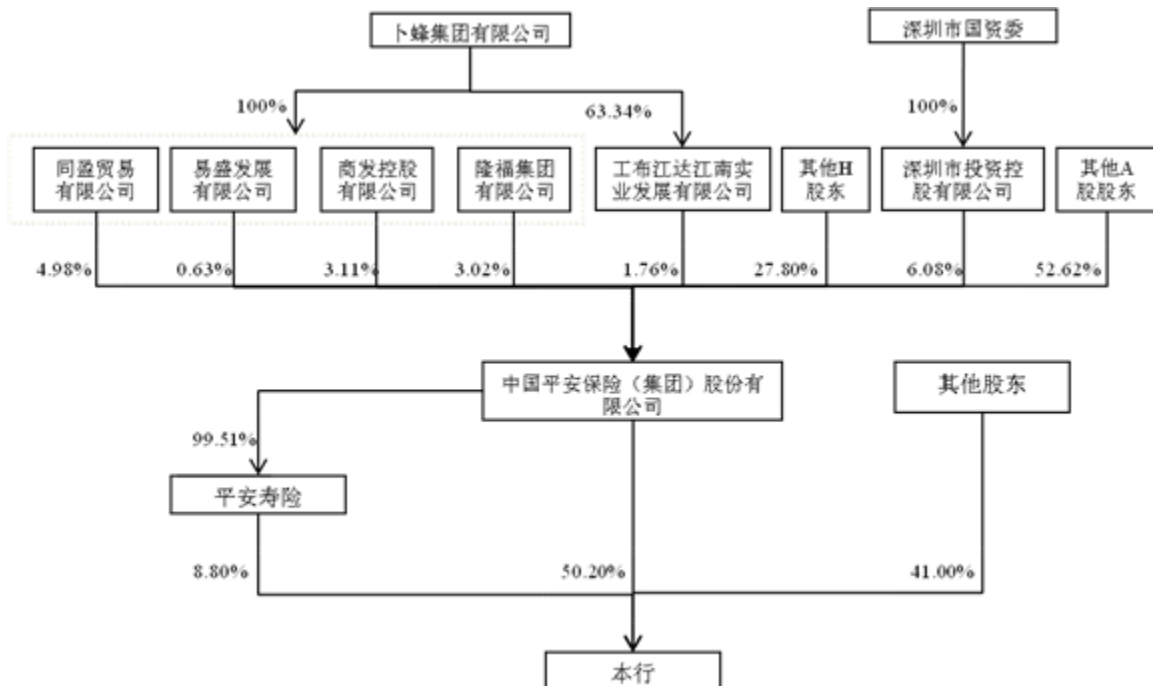 卜蜂集团有限公司
深圳市国资委
100%
63.34%
100%
同盈贸易
有限公司
易盛发展
有限公司
商发控股
有限公司
隆福集团
有限公司
工布江达江南实
业发展有限公司
其他H
股东
深圳市投资控
股有限公司
其他A
股股东
4.98%
0.63%
3.11%
3.02%
1.76%
27.80%
6.08%
52.62%
中国平安保险（集团）股份有
限公司
其他股东
99.51%
平安寿险
8.80%
50.20%
41.00%
本行